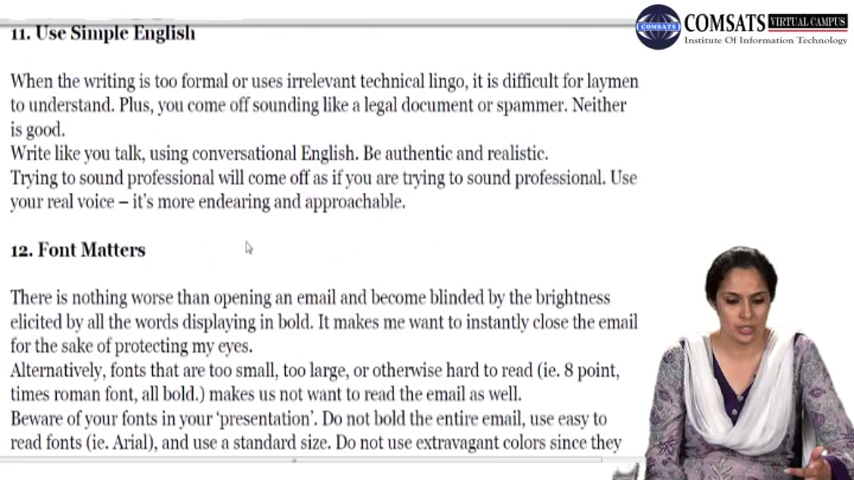 COMSATS VIRTUAL CAMPUS
COMSATS
Institute Of Information Technology
11. Use Simple English
When the writing is too formal or uses irrelevant technical lingo, it is difficult for laymen
to understand. Plus, you come off sounding like a legal document or spammer. Neither
is good.
Write like you talk, using conversational English. Be authentic and realistic.
Trying to sound professional will come off as if you are trying to sound professional. Use
your real voice – it's more endearing and approachable.
12. Font Matters
There is nothing worse than opening an email and become blinded by the brightness
elicited by all the words displaying in bold. It makes me want to instantly close the email
for the sake of protecting my eyes.
Alternatively, fonts that are too small, too large, or otherwise hard to read (ie. 8 point,
times roman font, all bold.) makes us not want to read the email as well.
Beware of your fonts in your 'presentation'. Do not bold the entire email, use easy to
read fonts (ie. Arial), and use a standard size. Do not use extravagant colors since they